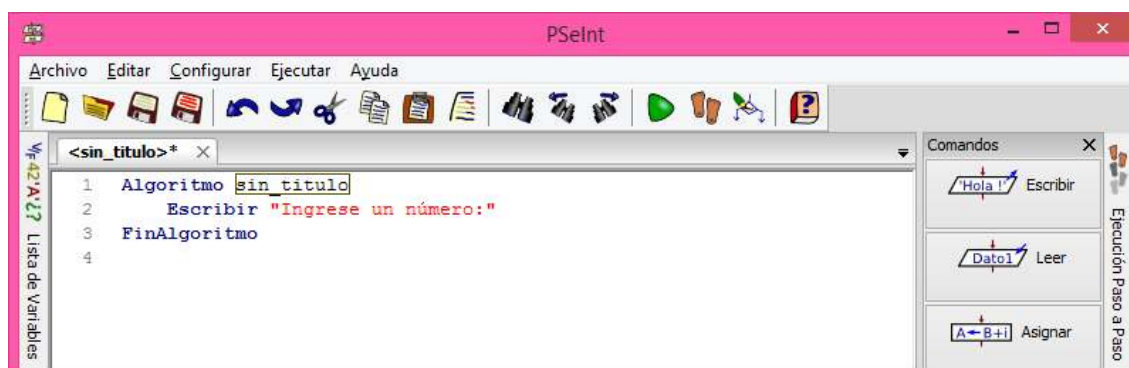 PSeInt
Archivo Editar Configurar Ejecutar Ayuda
<sin_titulo>*
1 Algoritmo sin_titulo
2 Escribir "Ingrese un número:"
3 FinAlgoritmo
4
Comandos
'Hola !' Escribir
Dato1 Leer
A←B+i Asignar
42 'A' ¿? Lista de Variables
Ejecución Paso a Paso